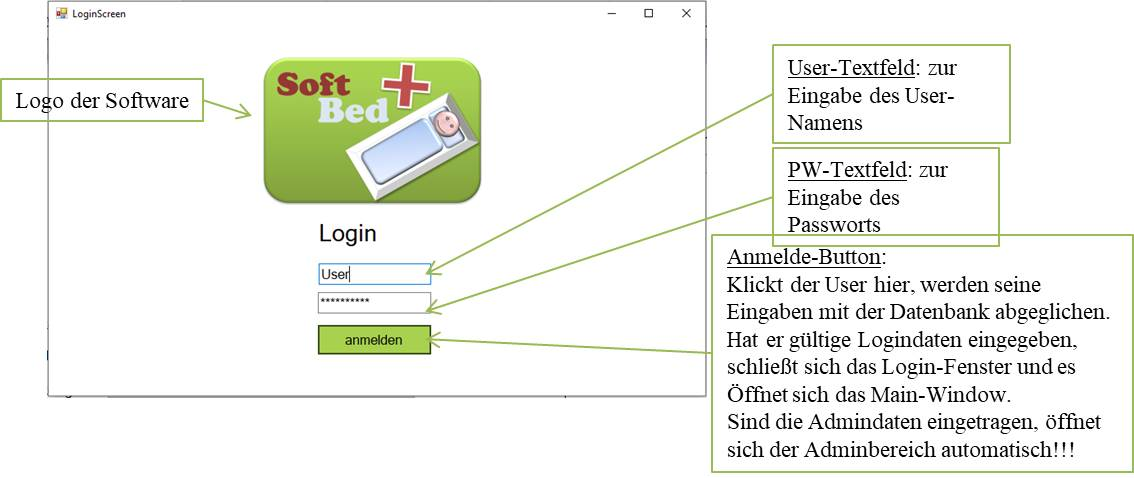 LoginScreen
Soft
Bed
Logo der Software
Login
User
**********
anmelden
User-Textfeld: zur
Eingabe des User-
Namens
PW-Textfeld: zur
Eingabe des
Passworts
Anmelde-Button:
Klickt der User hier, werden seine
Eingaben mit der Datenbank abgeglichen.
Hat er gültige Logindaten eingegeben,
schließt sich das Login-Fenster und es
Öffnet sich das Main-Window.
Sind die Admindaten eingetragen, öffnet
sich der Adminbereich automatisch!!!